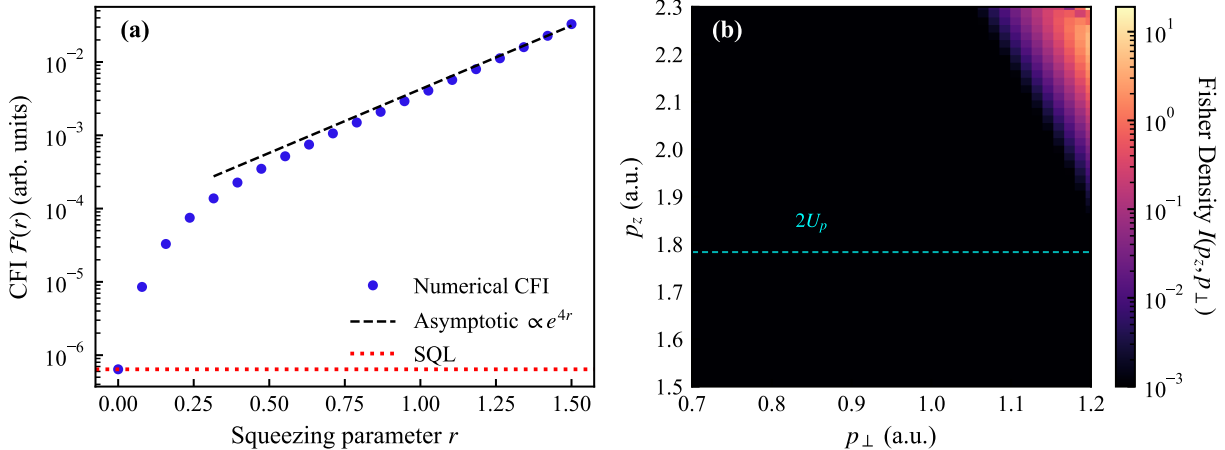 (a)
CFI F(r) (arb. units)
10⁻²
10⁻³
10⁻⁴
10⁻⁵
10⁻⁶
Numerical CFI
Asymptotic ∝e⁴ʳ
SQL
0.00 0.25 0.50 0.75 1.00 1.25 1.50
Squeezing parameter r
(b)
p_z (a.u.)
2.3
2.2
2.1
2.0
1.9
1.8
1.7
1.6
1.5
2U_p
0.7 0.8 0.9 1.0 1.1 1.2
p_⊥ (a.u.)
10¹
10⁰
10⁻¹
10⁻²
10⁻³
Fisher Density I(p_z, p_⊥)